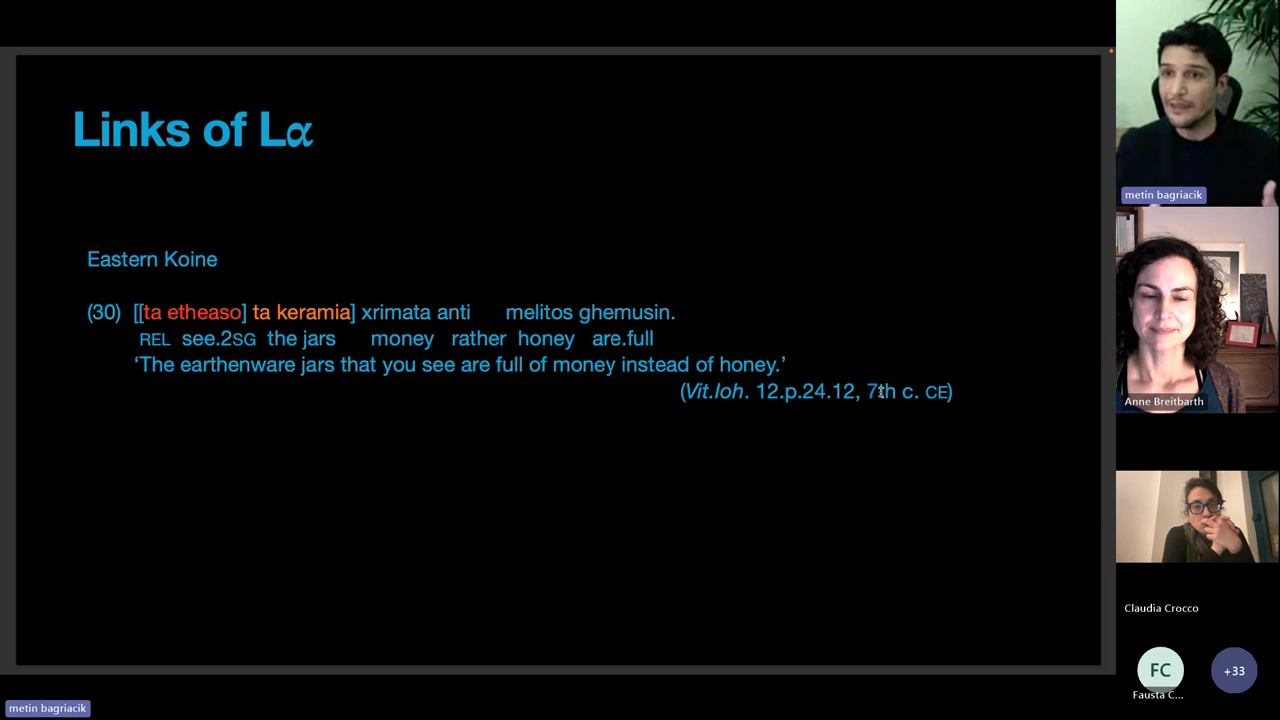 Links of Lα
Eastern Koine
(30) [[ta etheaso] ta keramia] xrimata anti melitos ghemusin.
REL see.2SG the jars money rather honey are.full
‘The earthenware jars that you see are full of money instead of honey.’
(Vit.Ioh. 12.p.24.12, 7th c. CE)
metin bagriacik
Anne Breitbarth
Claudia Crocco
FC
+33
Fausta C...
metin bagriacik